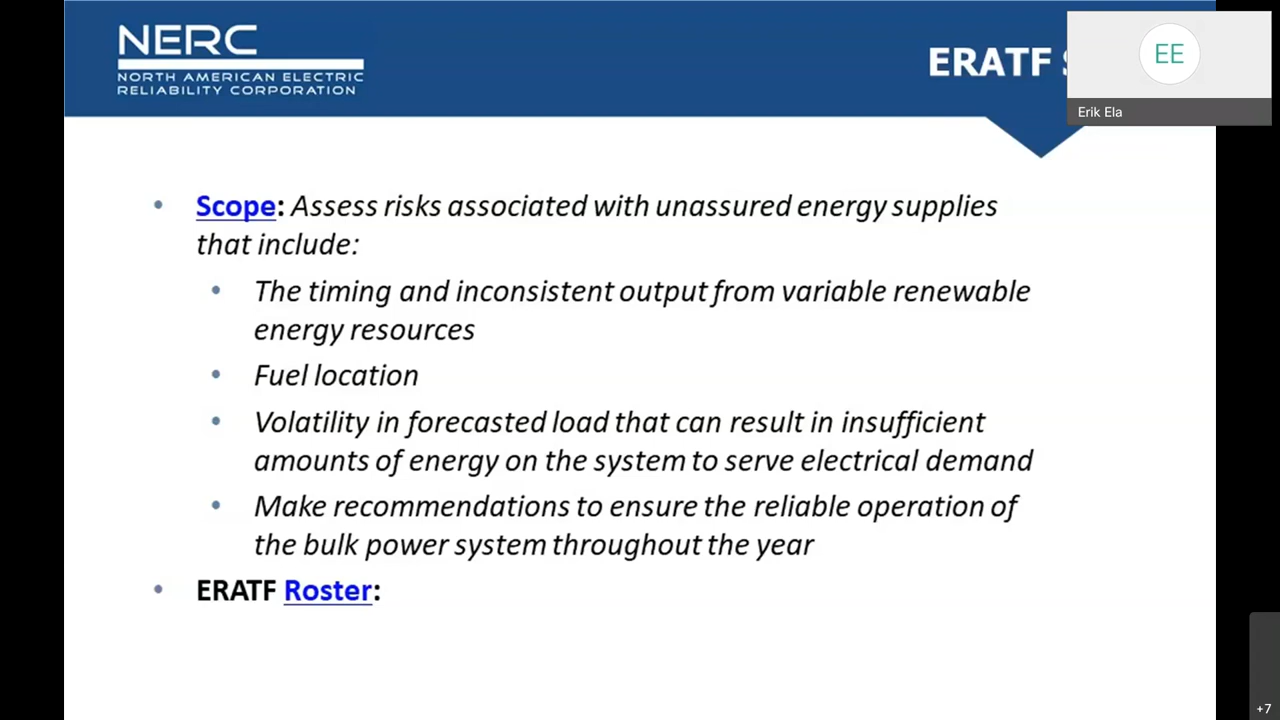 NERC
NORTH AMERICAN ELECTRIC
RELIABILITY CORPORATION
ERATF
EE
Erik Ela
• Scope: Assess risks associated with unassured energy supplies
that include:
• The timing and inconsistent output from variable renewable
energy resources
• Fuel location
• Volatility in forecasted load that can result in insufficient
amounts of energy on the system to serve electrical demand
• Make recommendations to ensure the reliable operation of
the bulk power system throughout the year
• ERATF Roster:
+7